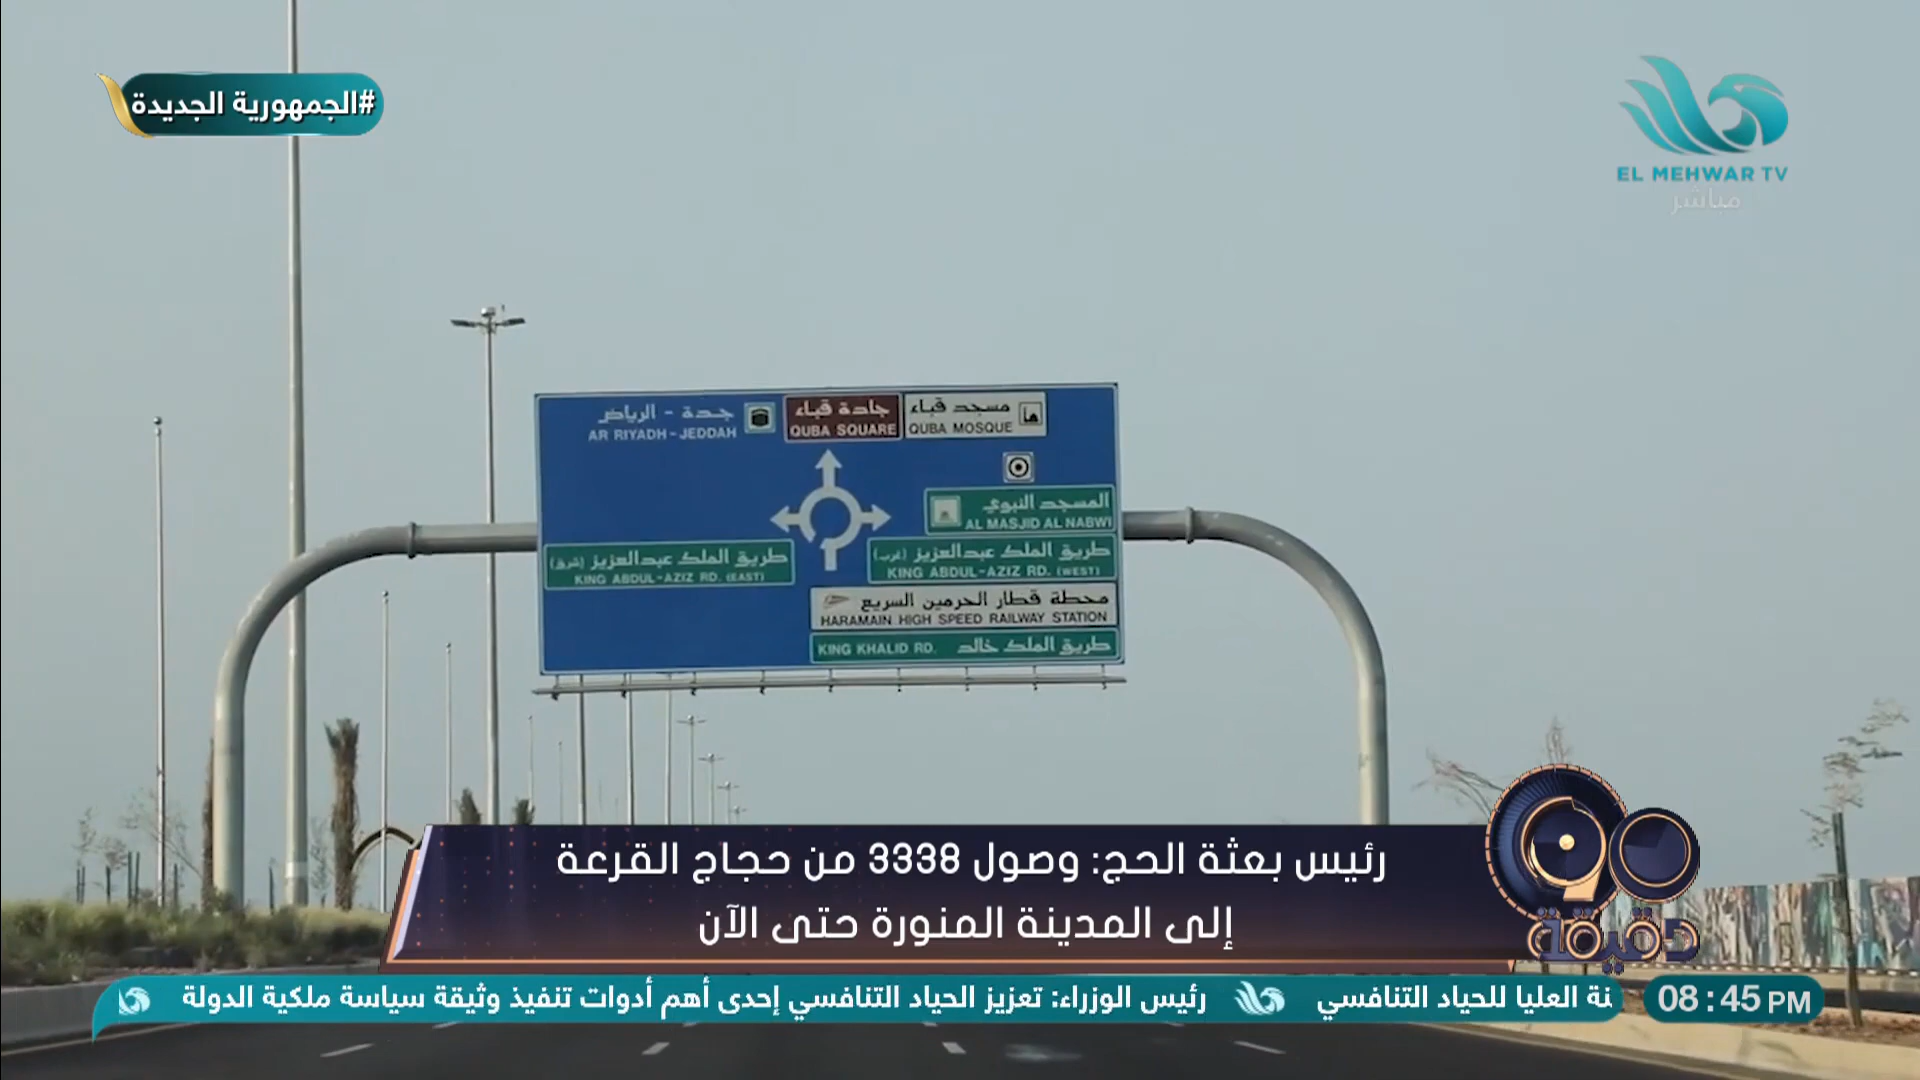 #الجمهورية الجديدة
EL MEHWAR TV
مباشر
جدة - الرياض
AR RIYADH - JEDDAH
جادة قباء
QUBA SQUARE
مسجد قباء
QUBA MOSQUE
المسجد النبوي
AL MASJID AL NABWI
طريق الملك عبدالعزيز (شرق)
KING ABDUL-AZIZ RD. (EAST)
طريق الملك عبدالعزيز (غرب)
KING ABDUL-AZIZ RD. (WEST)
محطة قطار الحرمين السريع
HARAMAIN HIGH SPEED RAILWAY STATION
طريق الملك خالد KING KHALID RD.
رئيس بعثة الحج: وصول 3338 من حجاج القرعة
إلى المدينة المنورة حتى الآن
90 دقيقة
نة العليا للحياد التنافسي رئيس الوزراء: تعزيز الحياد التنافسي إحدى أهم أدوات تنفيذ وثيقة سياسة ملكية الدولة
08:45 PM